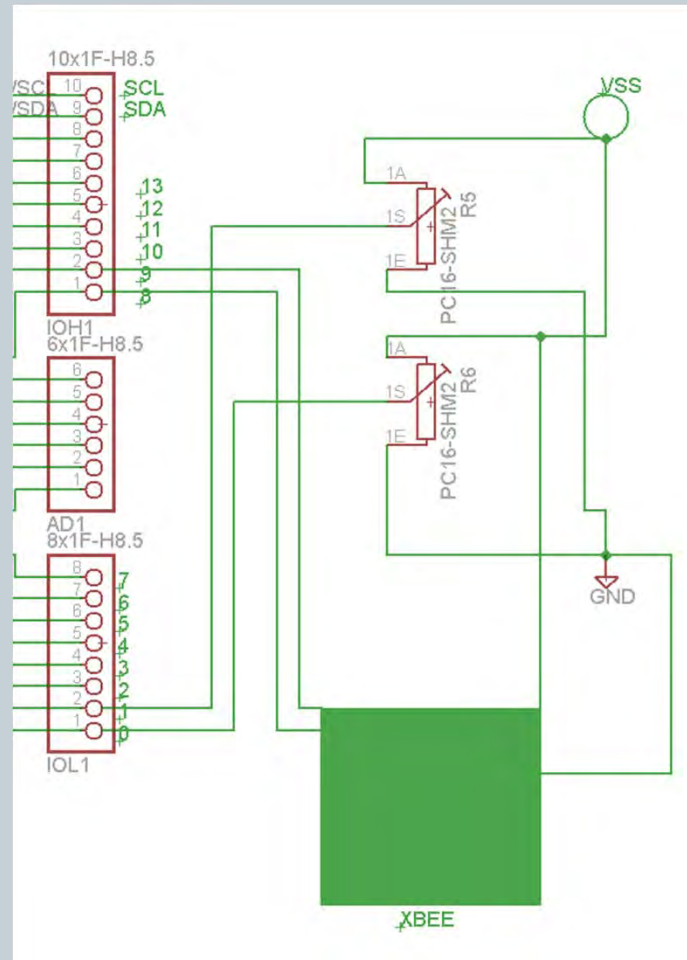 10x1F-H8.5
/SCL 10 SCL
/SDA 9 SDA
8
7
6
5 13
4 12
3 11
2 10
1 9
8
IOH1
6x1F-H8.5
6
5
4
3
2
1
AD1
8x1F-H8.5
8 7
7 6
6 5
5 4
4 3
3 2
2 1
1 0
IOL1
VSS
1A
1S
1E
PC16-SHM2
R5
1A
1S
1E
PC16-SHM2
R6
GND
XBEE